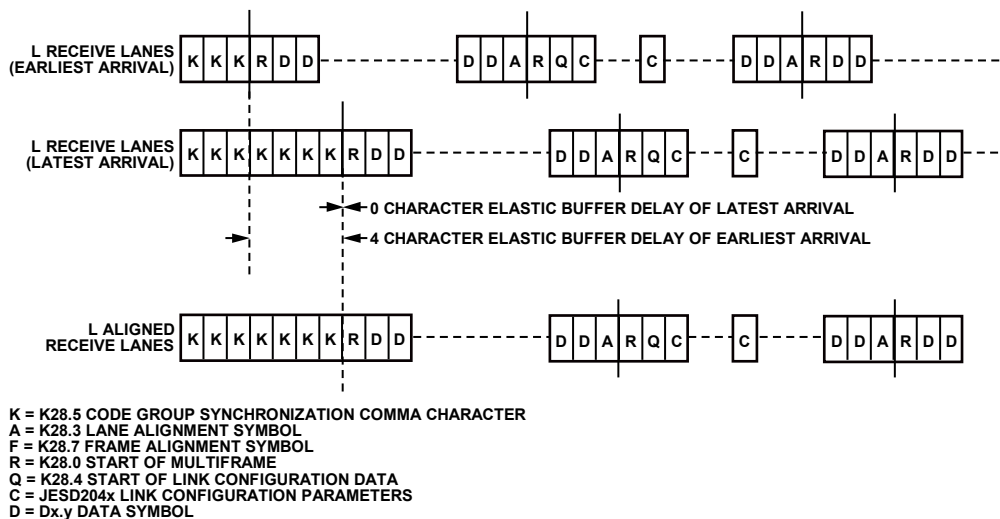 L RECEIVE LANES
(EARLIEST ARRIVAL)
K K K R D D
D D A R Q C
C
D D A R D D
L RECEIVE LANES
(LATEST ARRIVAL)
K K K K K K K R D D
D D A R Q C
C
D D A R D D
0 CHARACTER ELASTIC BUFFER DELAY OF LATEST ARRIVAL
4 CHARACTER ELASTIC BUFFER DELAY OF EARLIEST ARRIVAL
L ALIGNED
RECEIVE LANES
K K K K K K K R D D
D D A R Q C
C
D D A R D D
K = K28.5 CODE GROUP SYNCHRONIZATION COMMA CHARACTER
A = K28.3 LANE ALIGNMENT SYMBOL
F = K28.7 FRAME ALIGNMENT SYMBOL
R = K28.0 START OF MULTIFRAME
Q = K28.4 START OF LINK CONFIGURATION DATA
C = JESD204x LINK CONFIGURATION PARAMETERS
D = Dx.y DATA SYMBOL